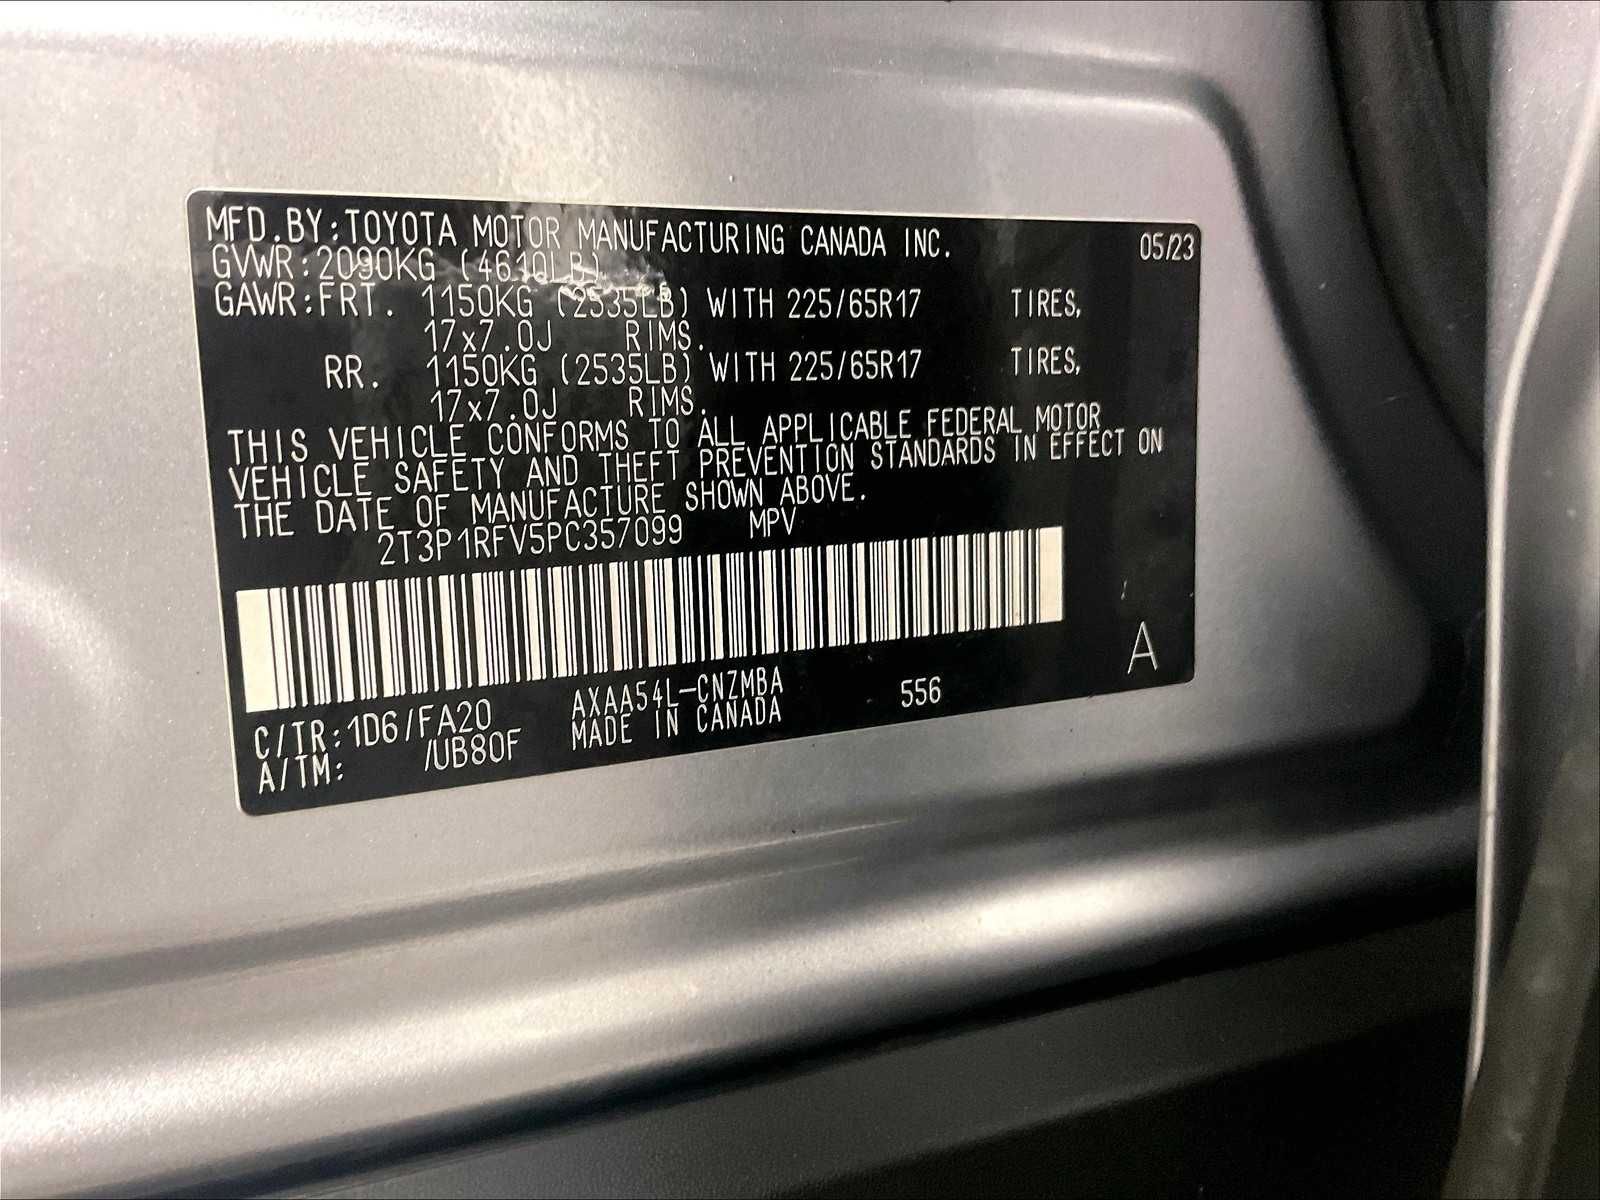 MFD.BY:TOYOTA MOTOR MANUFACTURING CANADA INC. 05/23
GVWR:2090KG (4610LB)
GAWR:FRT. 1150KG (2535LB) WITH 225/65R17 TIRES,
17x7.0J RIMS.
RR. 1150KG (2535LB) WITH 225/65R17 TIRES,
17x7.0J RIMS.
THIS VEHICLE CONFORMS TO ALL APPLICABLE FEDERAL MOTOR
VEHICLE SAFETY AND THEFT PREVENTION STANDARDS IN EFFECT ON
THE DATE OF MANUFACTURE SHOWN ABOVE.
2T3P1RFV5PC357099 MPV
A
C/TR:1D6/FA20 AXAA54L-CNZMBA 556
A/TM: /UB80F MADE IN CANADA